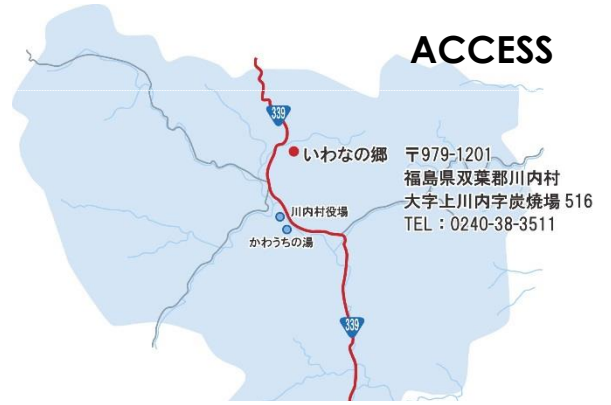 ACCESS
339
いわなの郷
〒979-1201
福島県双葉郡川内村
大字上川内字炭焼場 516
TEL：0240-38-3511
川内村役場
かわうちの湯
339